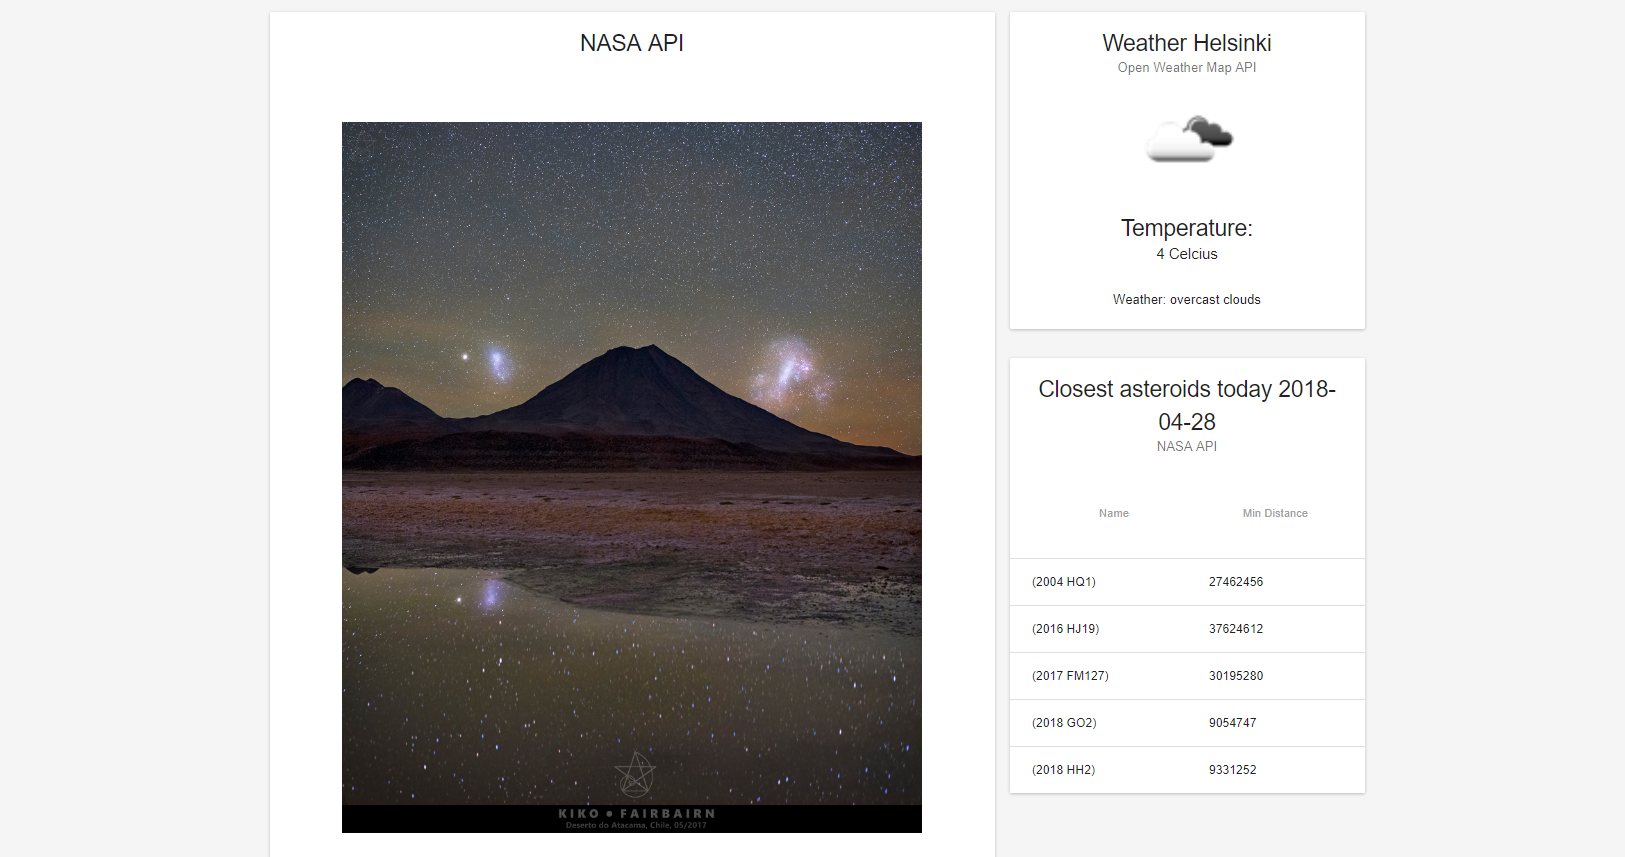 NASA API
KIKO • FAIRBAIRN
Deserto do Atacama, Chile, 05/2017
Weather Helsinki
Open Weather Map API
Temperature:
4 Celcius
Weather: overcast clouds
Closest asteroids today 2018-
04-28
NASA API
Name Min Distance
(2004 HQ1) 27462456
(2016 HJ19) 37624612
(2017 FM127) 30195280
(2018 GO2) 9054747
(2018 HH2) 9331252